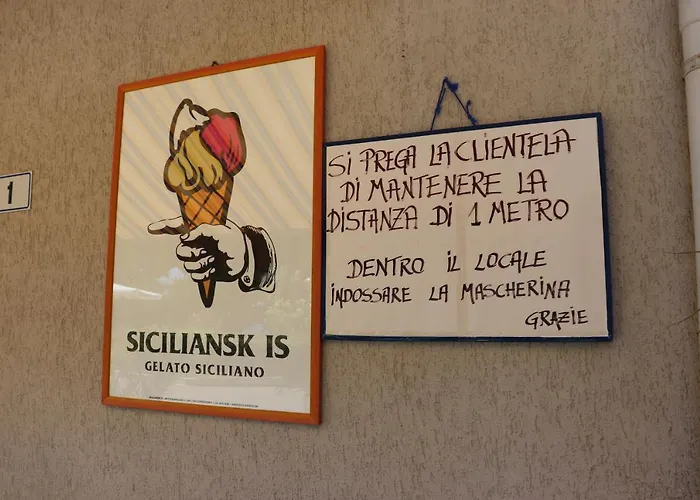 1
SICILIANSK IS
GELATO SICILIANO
SI PREGA LA CLIENTELA
DI MANTENERE LA
DISTANZA DI 1 METRO
DENTRO IL LOCALE
INDOSSARE LA MASCHERINA
GRAZIE